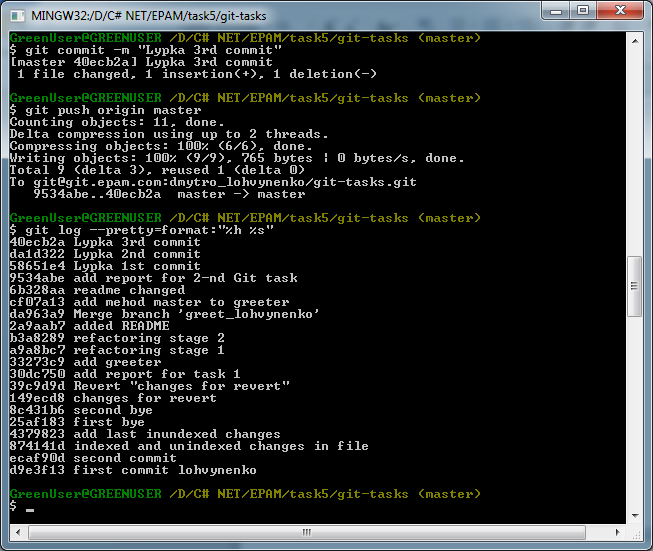 MINGW32:/D/C# NET/EPAM/task5/git-tasks
GreenUser@GREENUSER /D/C# NET/EPAM/task5/git-tasks (master)
$ git commit -m "Lypka 3rd commit"
[master 40ecb2a] Lypka 3rd commit
 1 file changed, 1 insertion(+), 1 deletion(-)
GreenUser@GREENUSER /D/C# NET/EPAM/task5/git-tasks (master)
$ git push origin master
Counting objects: 11, done.
Delta compression using up to 2 threads.
Compressing objects: 100% (6/6), done.
Writing objects: 100% (9/9), 765 bytes | 0 bytes/s, done.
Total 9 (delta 3), reused 1 (delta 0)
To git@git.epam.com:dmytro_lohvynenko/git-tasks.git
   9534abe..40ecb2a  master -> master
GreenUser@GREENUSER /D/C# NET/EPAM/task5/git-tasks (master)
$ git log --pretty=format:"%h %s"
40ecb2a Lypka 3rd commit
da1d322 Lypka 2nd commit
58651e4 Lypka 1st commit
9534abe add report for 2-nd Git task
6b328aa readme changed
cf07a13 add mehod master to greeter
da963a9 Merge branch 'greet_lohvynenko'
2a9aab7 added README
b3a8289 refactoring stage 2
a9a8bc7 refactoring stage 1
33273c9 add greeter
30dc750 add report for task 1
39c9d9d Revert "changes for revert"
149ecd8 changes for revert
8c431b6 second bye
25af183 first bye
4379823 add last inundexed changes
874141d indexed and unindexed changes in file
ecaf90d second commit
d9e3f13 first commit lohvynenko
GreenUser@GREENUSER /D/C# NET/EPAM/task5/git-tasks (master)
$ _